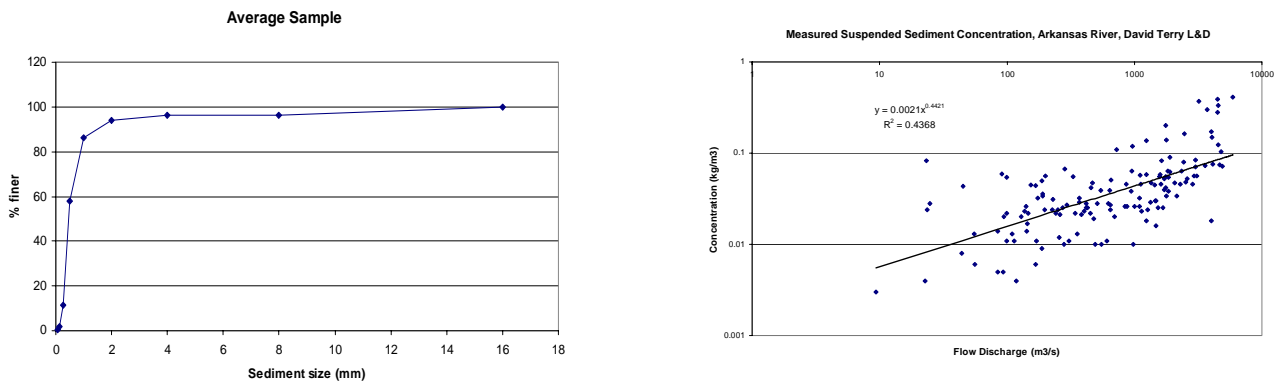 Average Sample
% finer
120
100
80
60
40
20
0
0 2 4 6 8 10 12 14 16 18
Sediment size (mm)
Measured Suspended Sediment Concentration, Arkansas River, David Terry L&D
Concentration (kg/m3)
1 10 100 1000 10000
1
0.1
0.01
0.001
y = 0.0021x^0.4421
R² = 0.4368
Flow Discharge (m3/s)